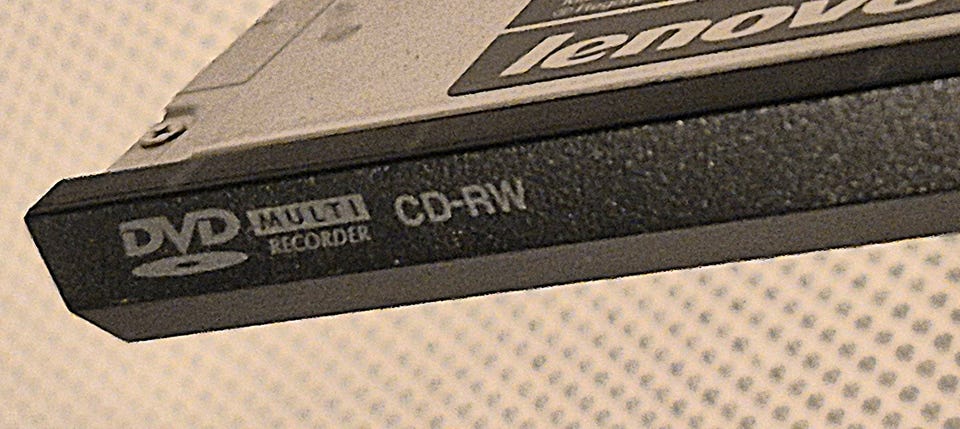 lenovo
DVD MULTI CD-RW
RECORDER